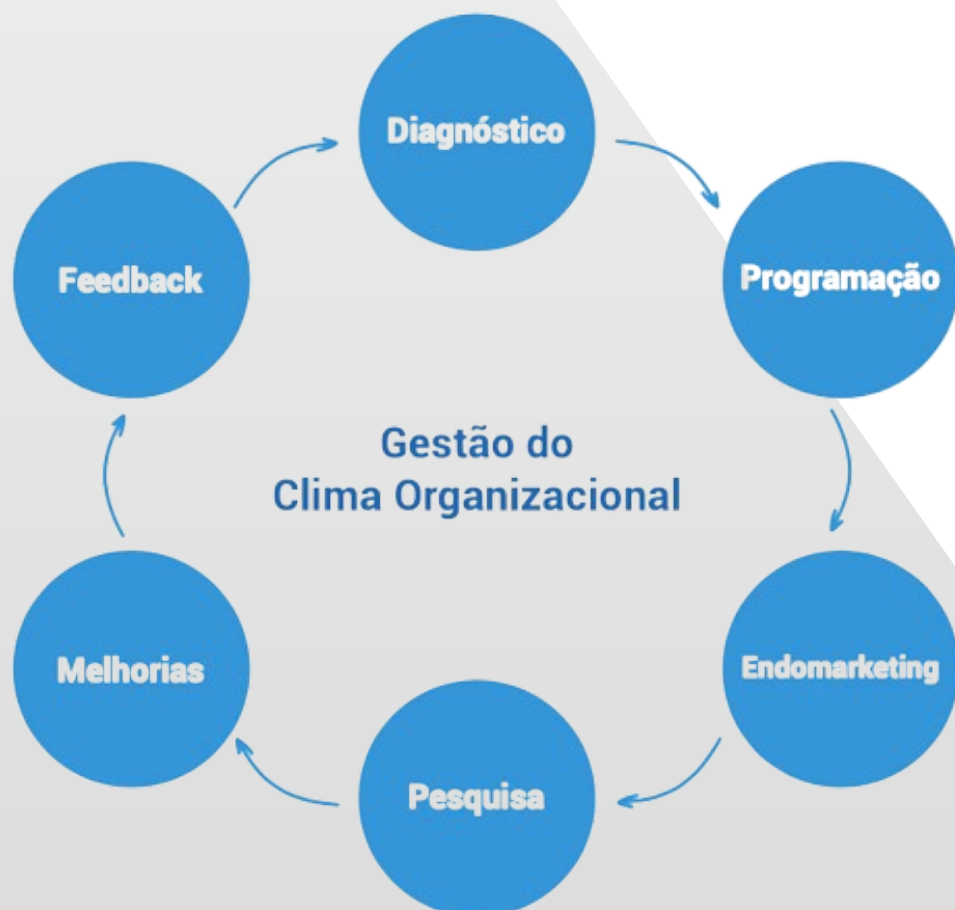 Diagnóstico
Programação
Endomarketing
Pesquisa
Melhorias
Feedback
Gestão do
Clima Organizacional